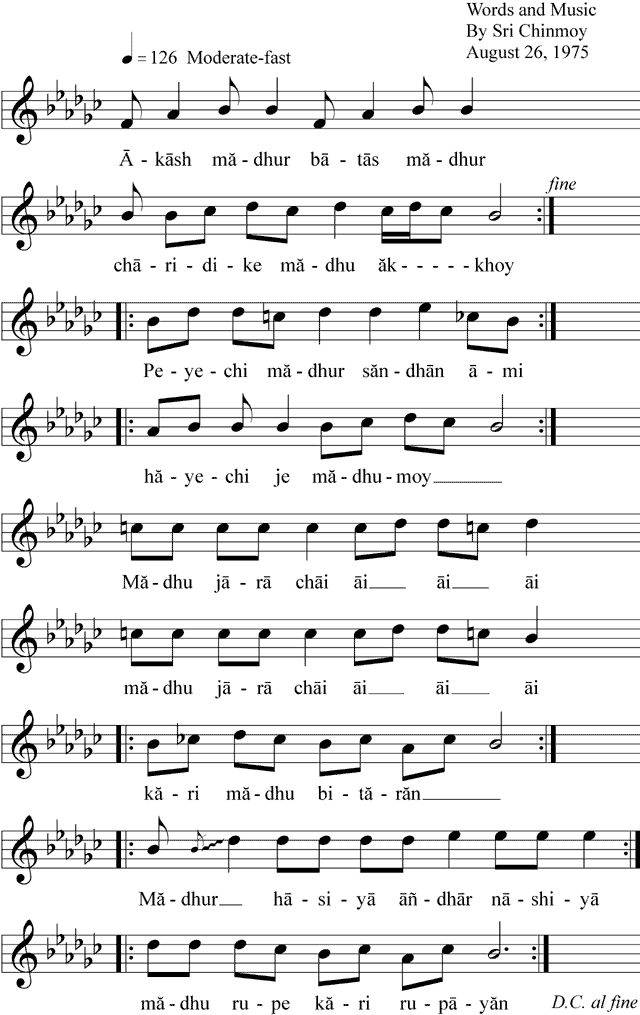 Words and Music
By Sri Chinmoy
August 26, 1975
♩ = 126 Moderate-fast
Ā - kāsh mă - dhur bā - tās mă - dhur
fine
chā - ri - di - ke mă - dhu ăk - - - - - khoy
Pe - ye - chi mă - dhur săn - dhān ā - mi
hă - ye - chi je mă - dhu - moy
Mă - dhu jā - rā chāi āi āi āi
mă - dhu jā - rā chāi āi āi āi
kă - ri mă - dhu bi - tă - răn
Mă - dhur hā - si - yā āñ - dhār nā - shi - yā
mă - dhu ru - pe kă - ri ru - pā - yăn D.C. al fine